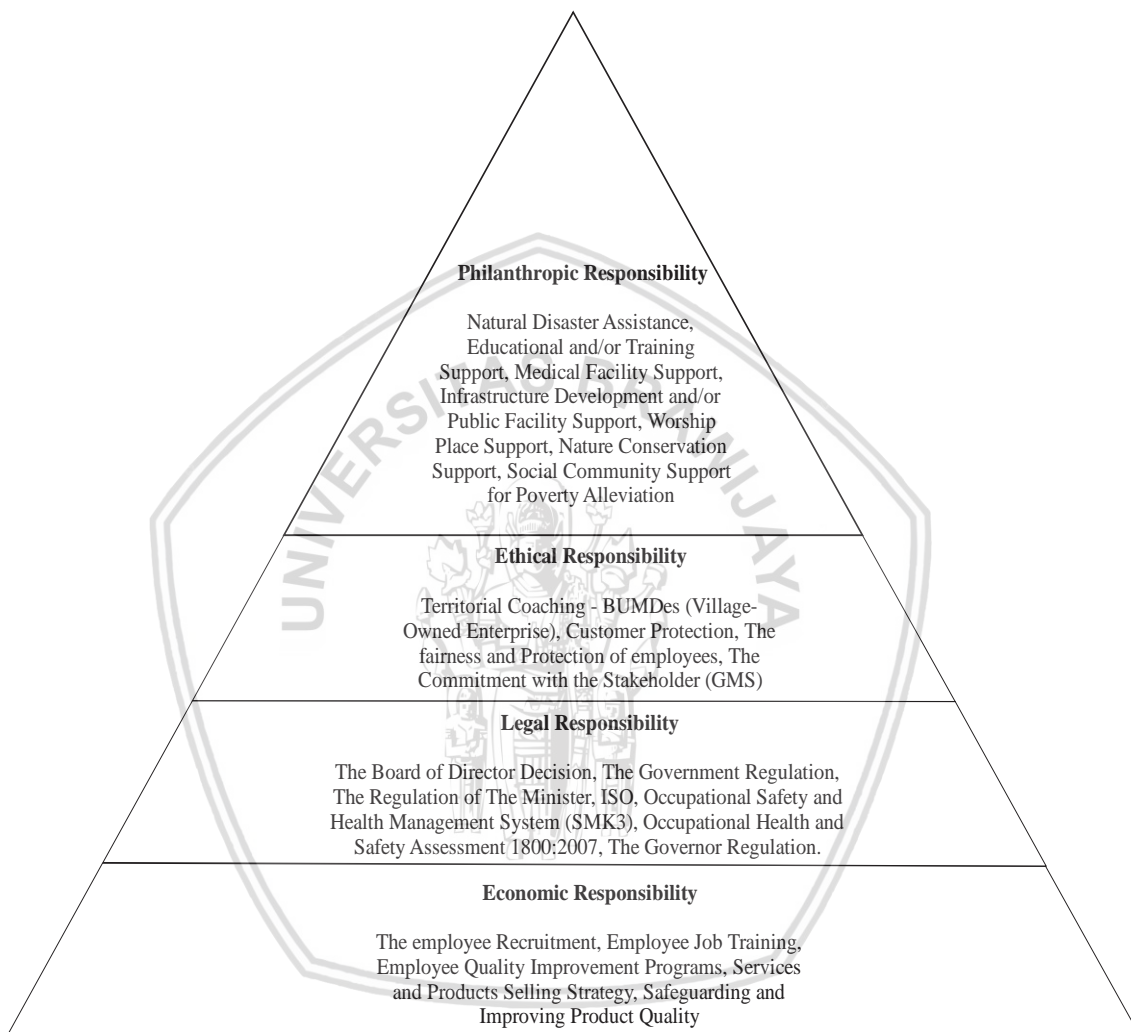 Philanthropic Responsibility
Natural Disaster Assistance,
Educational and/or Training
Support, Medical Facility Support,
Infrastructure Development and/or
Public Facility Support, Worship
Place Support, Nature Conservation
Support, Social Community Support
for Poverty Alleviation
UNIVERSITAS BRAWIJAYA
Ethical Responsibility
Territorial Coaching - BUMDes (Village-
Owned Enterprise), Customer Protection, The
fairness and Protection of employees, The
Commitment with the Stakeholder (GMS)
Legal Responsibility
The Board of Director Decision, The Government Regulation,
The Regulation of The Minister, ISO, Occupational Safety and
Health Management System (SMK3), Occupational Health and
Safety Assessment 1800:2007, The Governor Regulation.
Economic Responsibility
The employee Recruitment, Employee Job Training,
Employee Quality Improvement Programs, Services
and Products Selling Strategy, Safeguarding and
Improving Product Quality